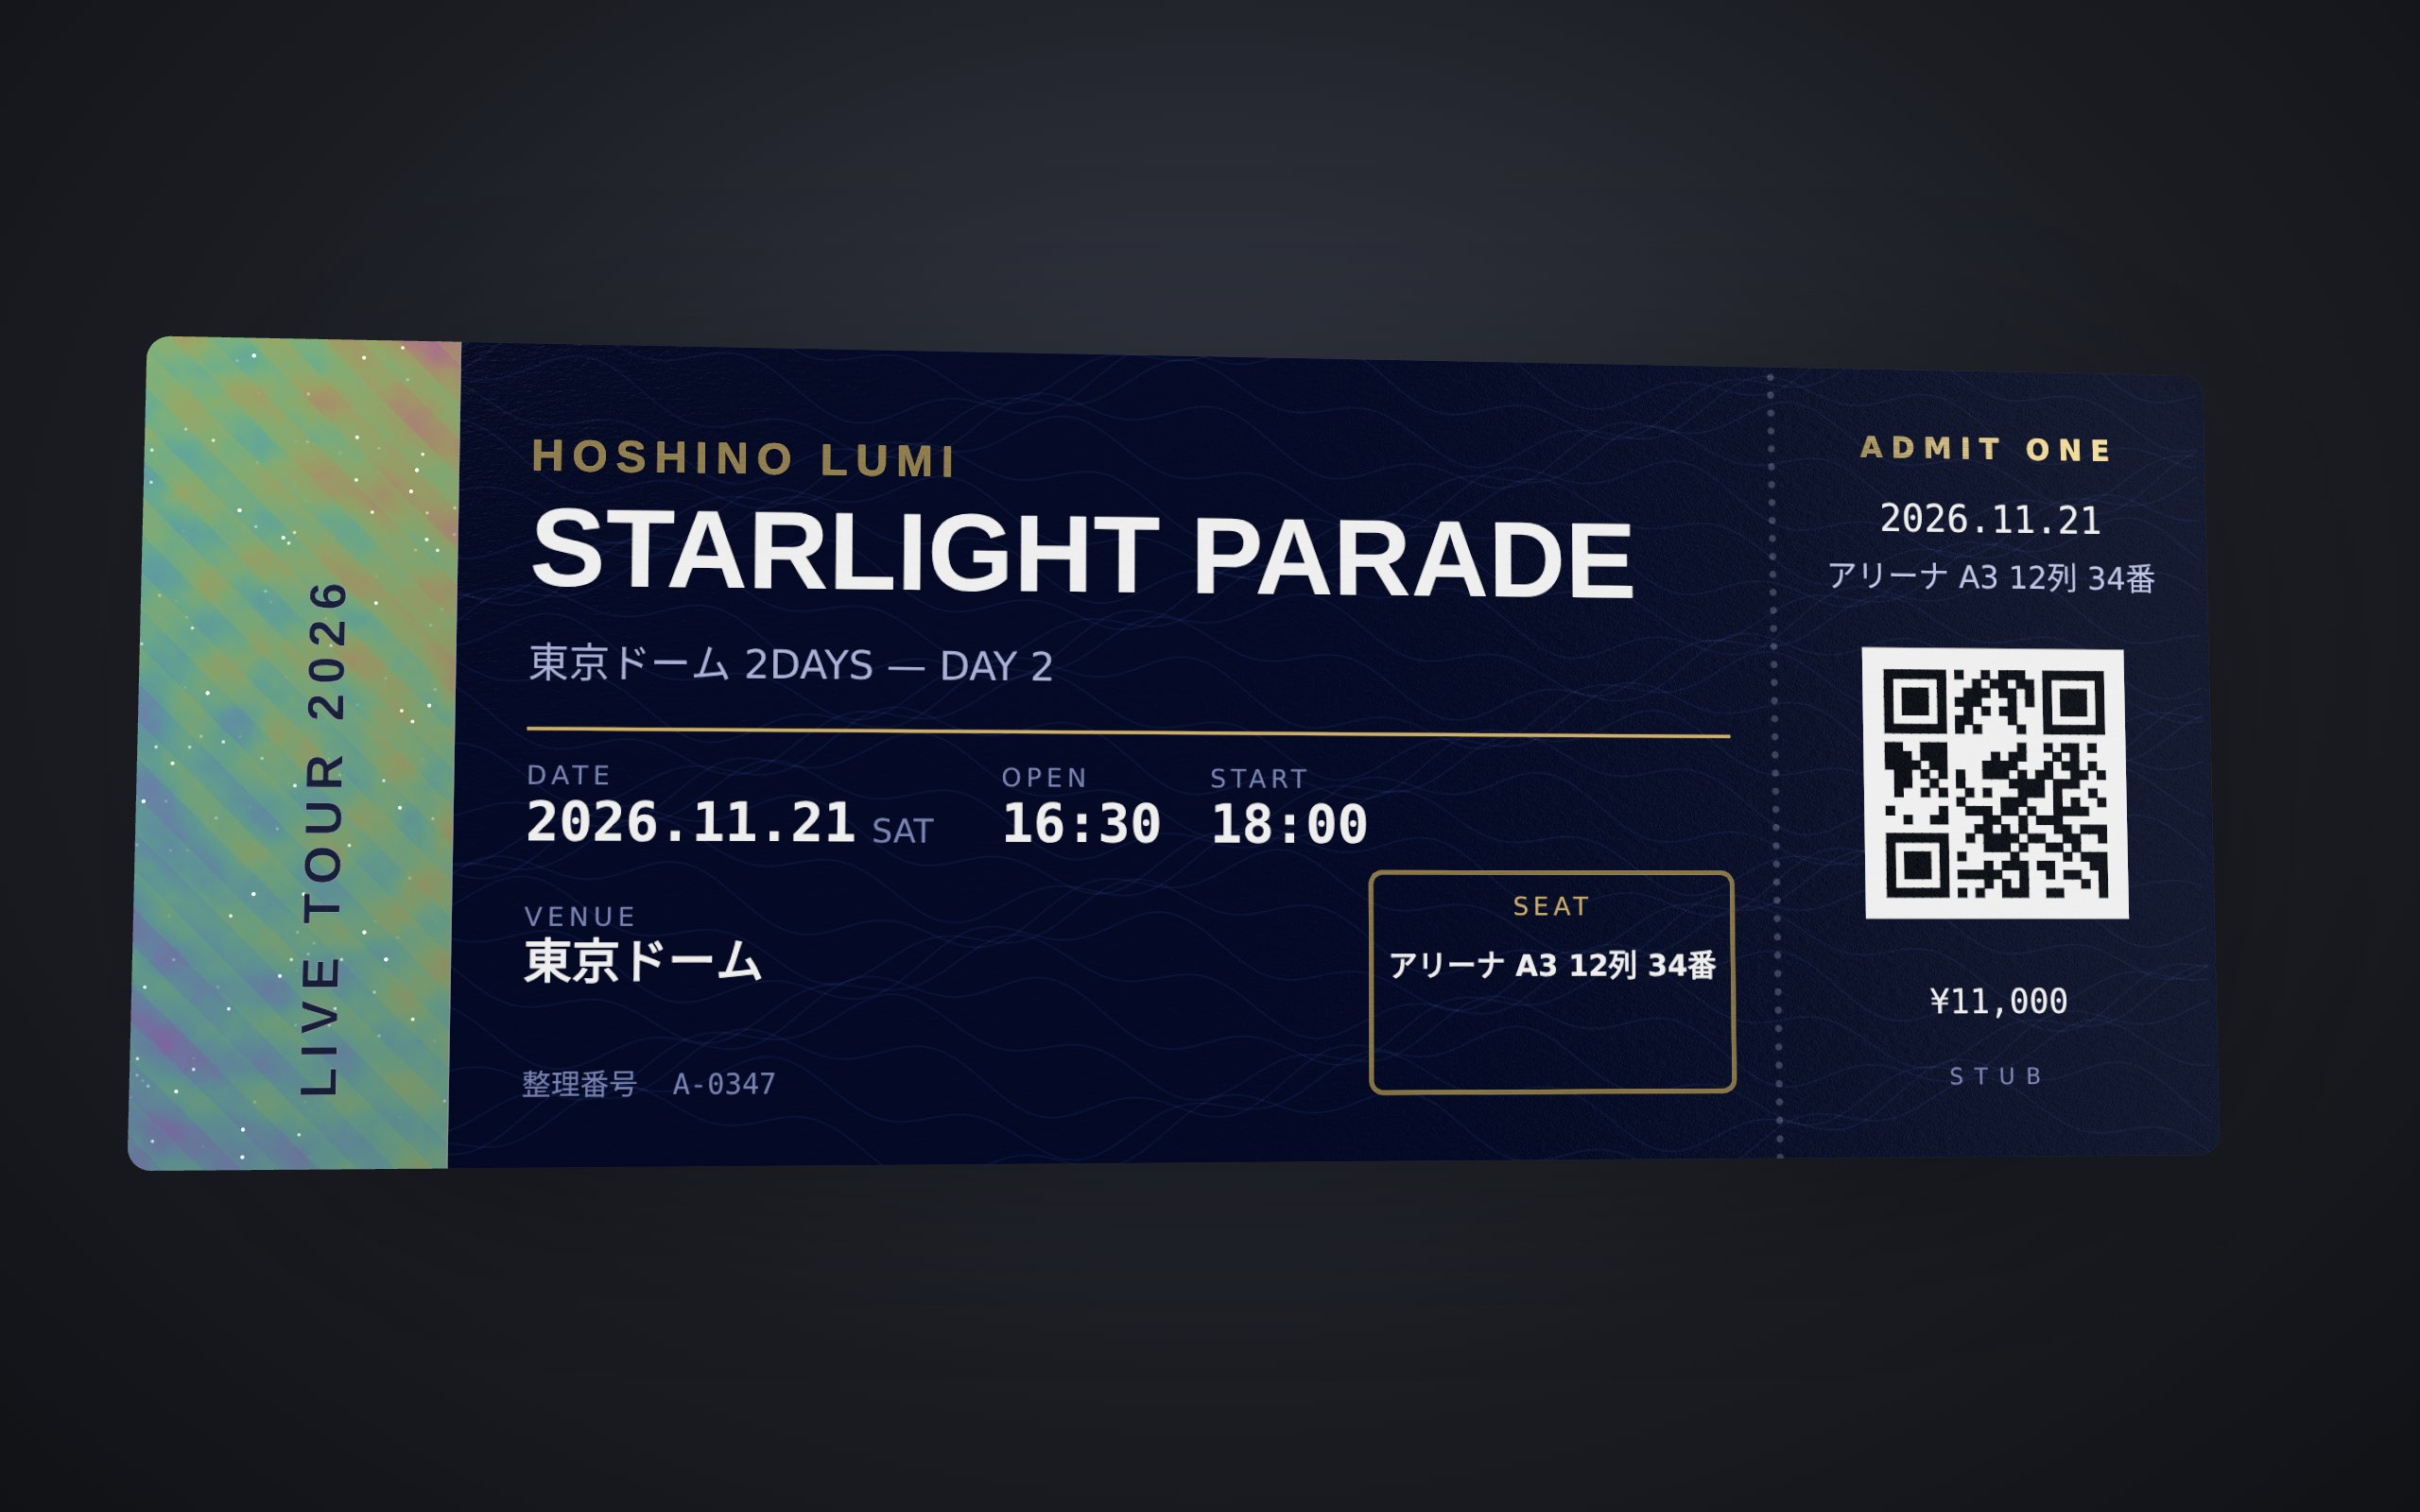 LIVE TOUR 2026
HOSHINO LUMI
STARLIGHT PARADE
東京ドーム 2DAYS — DAY 2
DATE
2026.11.21 SAT
OPEN
16:30
START
18:00
VENUE
東京ドーム
整理番号 A-0347
SEAT
アリーナ A3 12列 34番
ADMIT ONE
2026.11.21
アリーナ A3 12列 34番
¥11,000
STUB